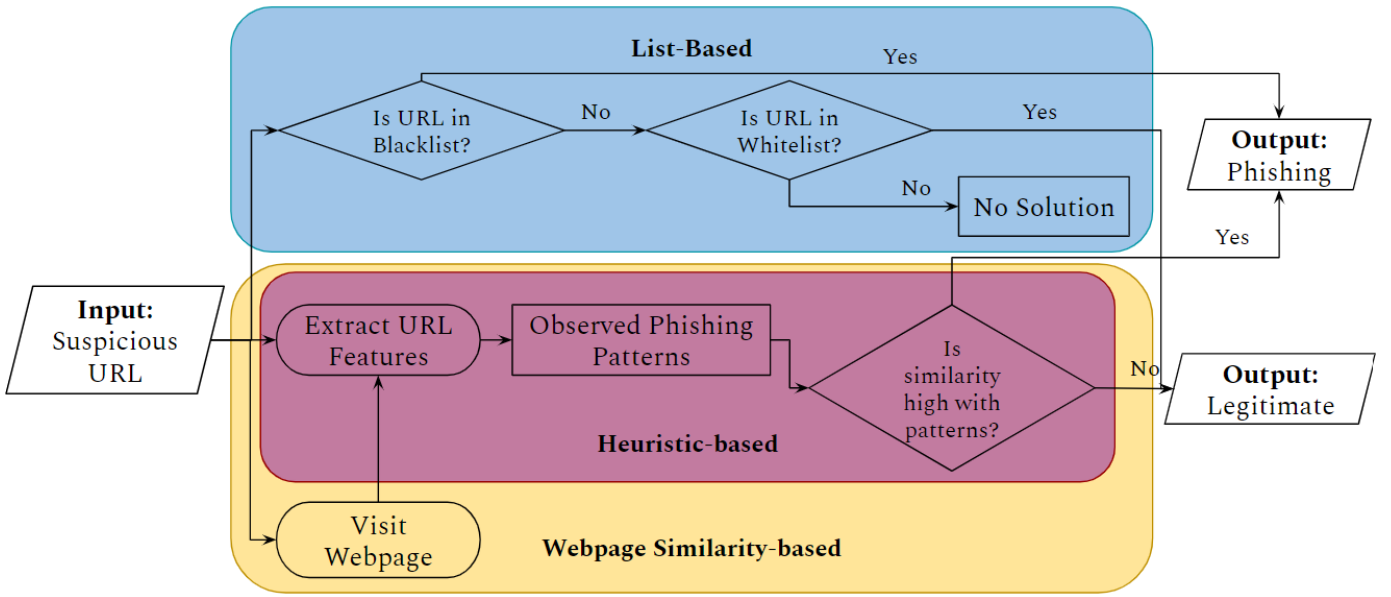 List-Based
Yes
Is URL in
Blacklist?
No
Is URL in
Whitelist?
Yes
Output:
Phishing
No
No Solution
Yes
Input:
Suspicious
URL
Extract URL
Features
Observed Phishing
Patterns
Is
similarity
high with
patterns?
No
Output:
Legitimate
Heuristic-based
Visit
Webpage
Webpage Similarity-based